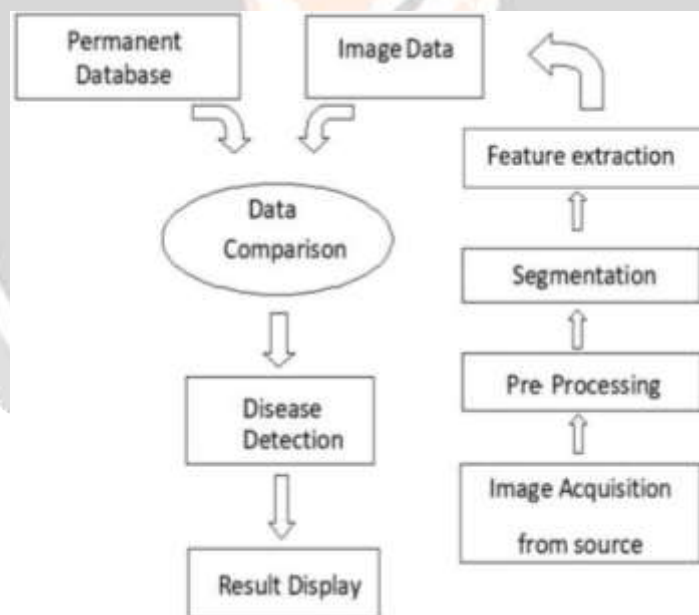 Permanent
Database
Image Data
Feature extraction
Data
Comparison
Segmentation
Pre Processing
Disease
Detection
Image Acquisition
from source
Result Display